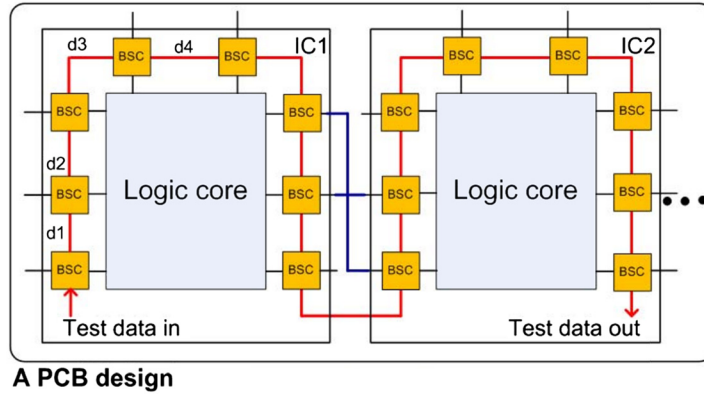 d3
d4
IC1
IC2
BSC
BSC
BSC
BSC
BSC
BSC
BSC
BSC
d2
Logic core
Logic core
BSC
BSC
BSC
BSC
d1
BSC
BSC
BSC
BSC
Test data in
Test data out
A PCB design